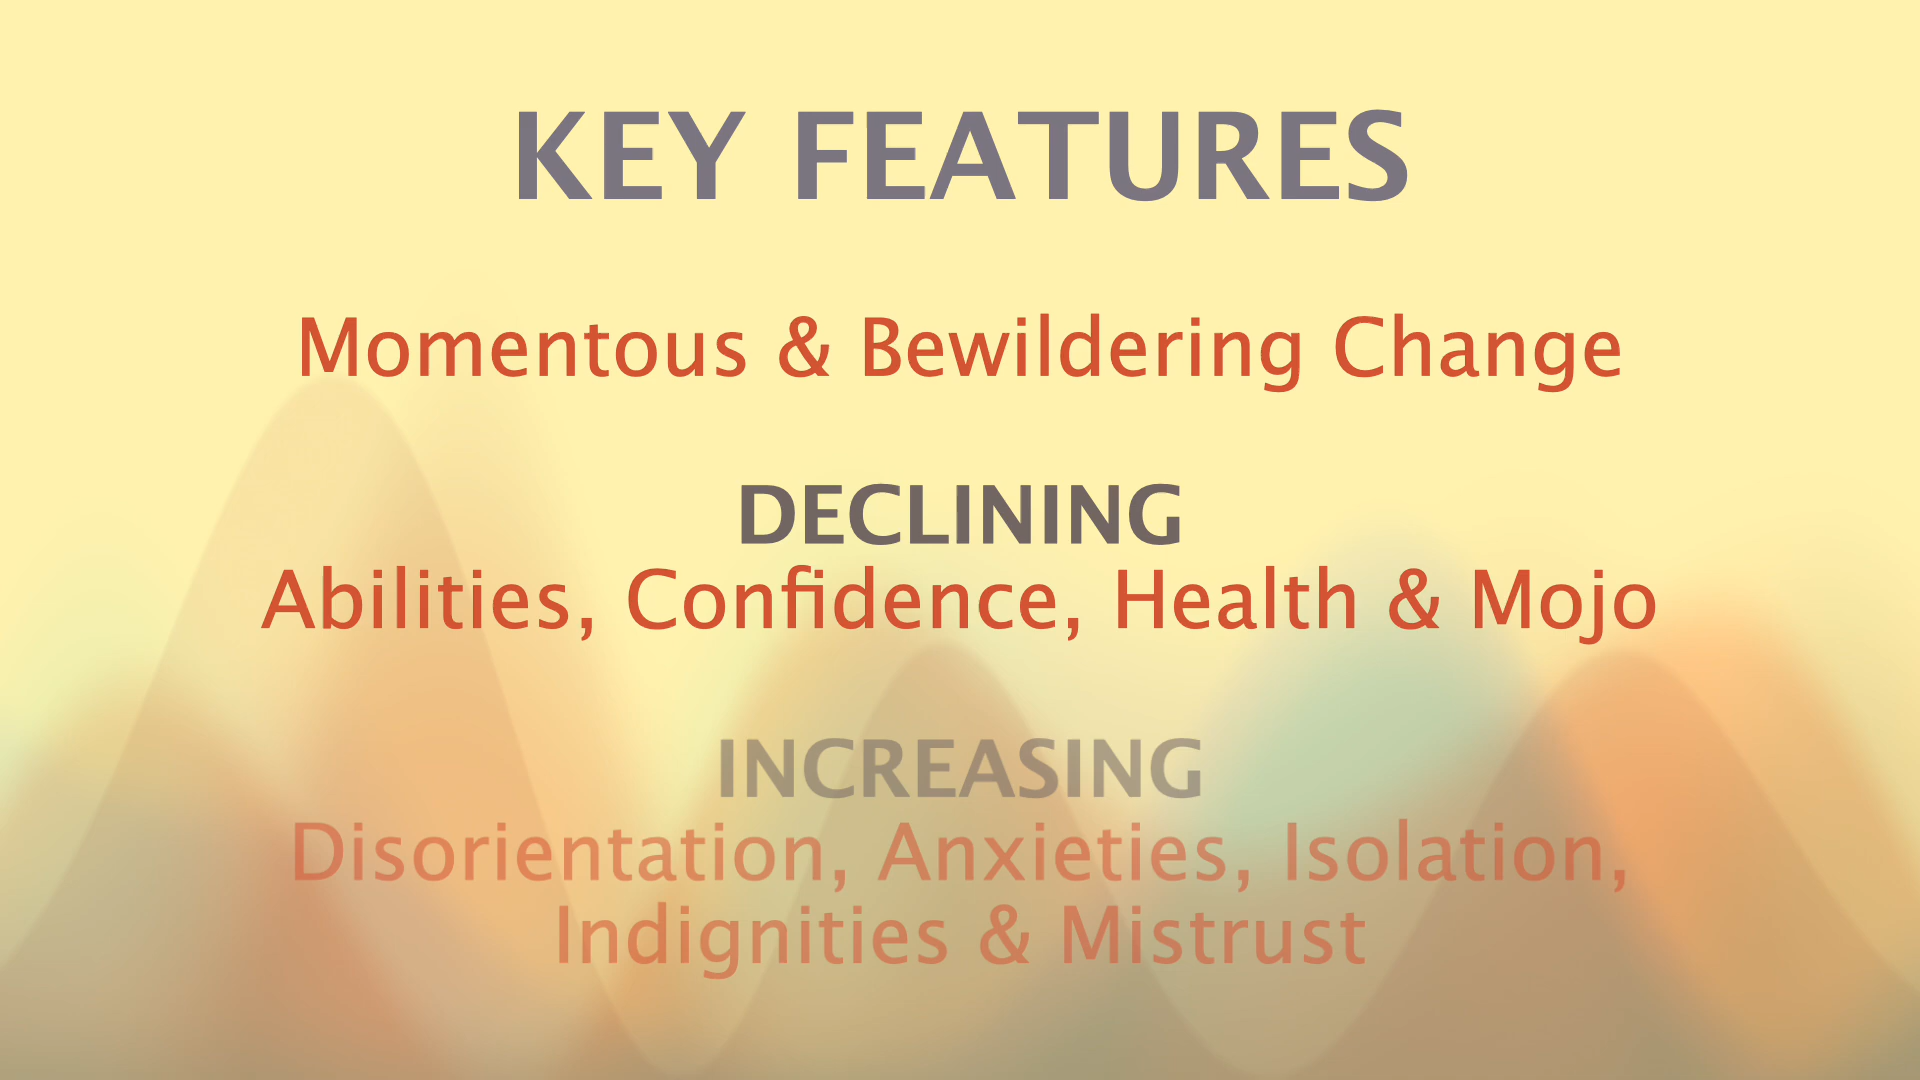 KEY FEATURES
Momentous & Bewildering Change
DECLINING
Abilities, Confidence, Health & Mojo
INCREASING
Disorientation, Anxieties, Isolation,
Indignities & Mistrust